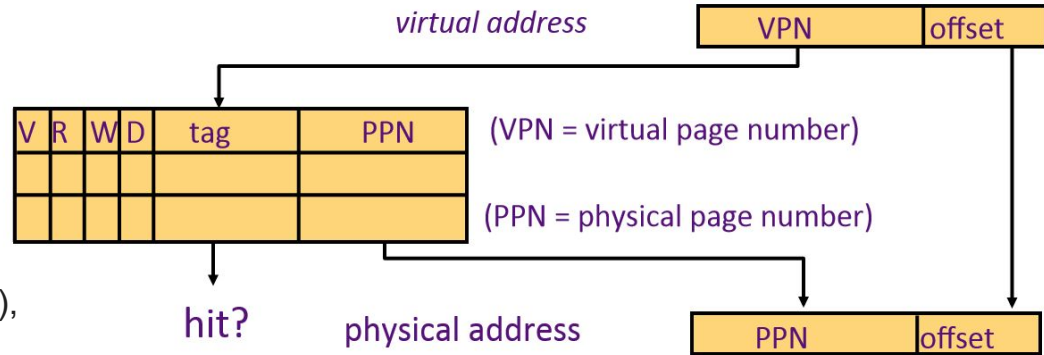 virtual address
VPN offset
V R W D tag PPN
(VPN = virtual page number)
(PPN = physical page number)
),
hit?
physical address
PPN offset